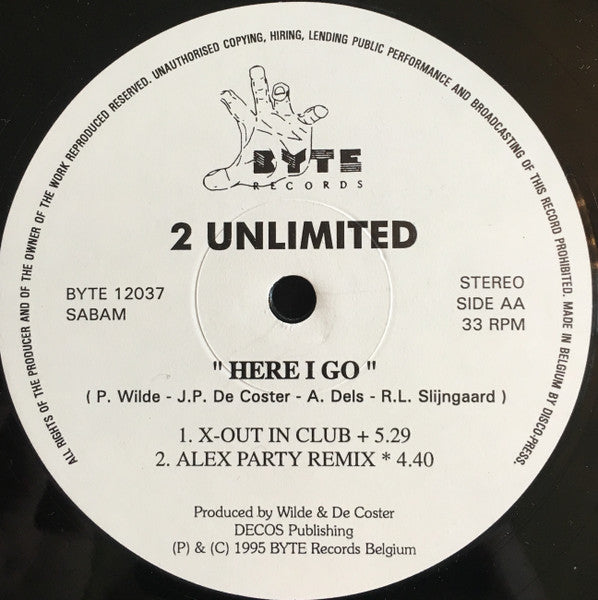 ALL RIGHTS OF THE PRODUCER AND OF THE OWNER OF THE WORK REPRODUCED RESERVED. UNAUTHORISED COPYING, HIRING, LENDING PUBLIC PERFORMANCE AND BROADCASTING OF THIS RECORD PROHIBITED. MADE IN BELGIUM BY DISCO-PRESS.
BYTE
RECORDS
2 UNLIMITED
BYTE 12037
SABAM
STEREO
SIDE AA
33 RPM
" HERE I GO "
( P. Wilde - J.P. De Coster - A. Dels - R.L. Slijngaard )
1. X-OUT IN CLUB + 5.29
2. ALEX PARTY REMIX * 4.40
Produced by Wilde & De Coster
DECOS Publishing
(P) & (C) 1995 BYTE Records Belgium